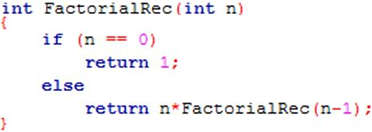 int FactorialRec(int n)
{
    if (n == 0)
        return 1;
    else
        return n*FactorialRec(n-1);
}